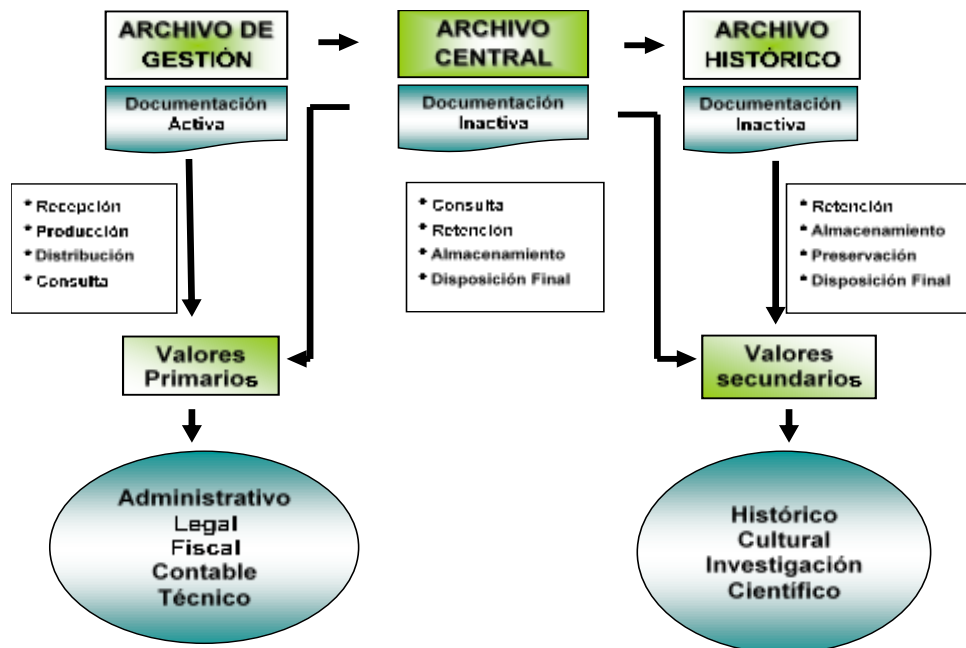 ARCHIVO DE
GESTIÓN
ARCHIVO
CENTRAL
ARCHIVO
HISTÓRICO
Documentación
Activa
Documentación
Inactiva
Documentación
Inactiva
* Recepción
* Producción
* Distribución
* Consulta
* Consulta
* Retención
* Almacenamiento
* Disposición Final
* Retención
* Almacenamiento
* Preservación
* Disposición Final
Valores
Primarios
Valores
secundarios
Administrativo
Legal
Fiscal
Contable
Técnico
Histórico
Cultural
Investigación
Científico